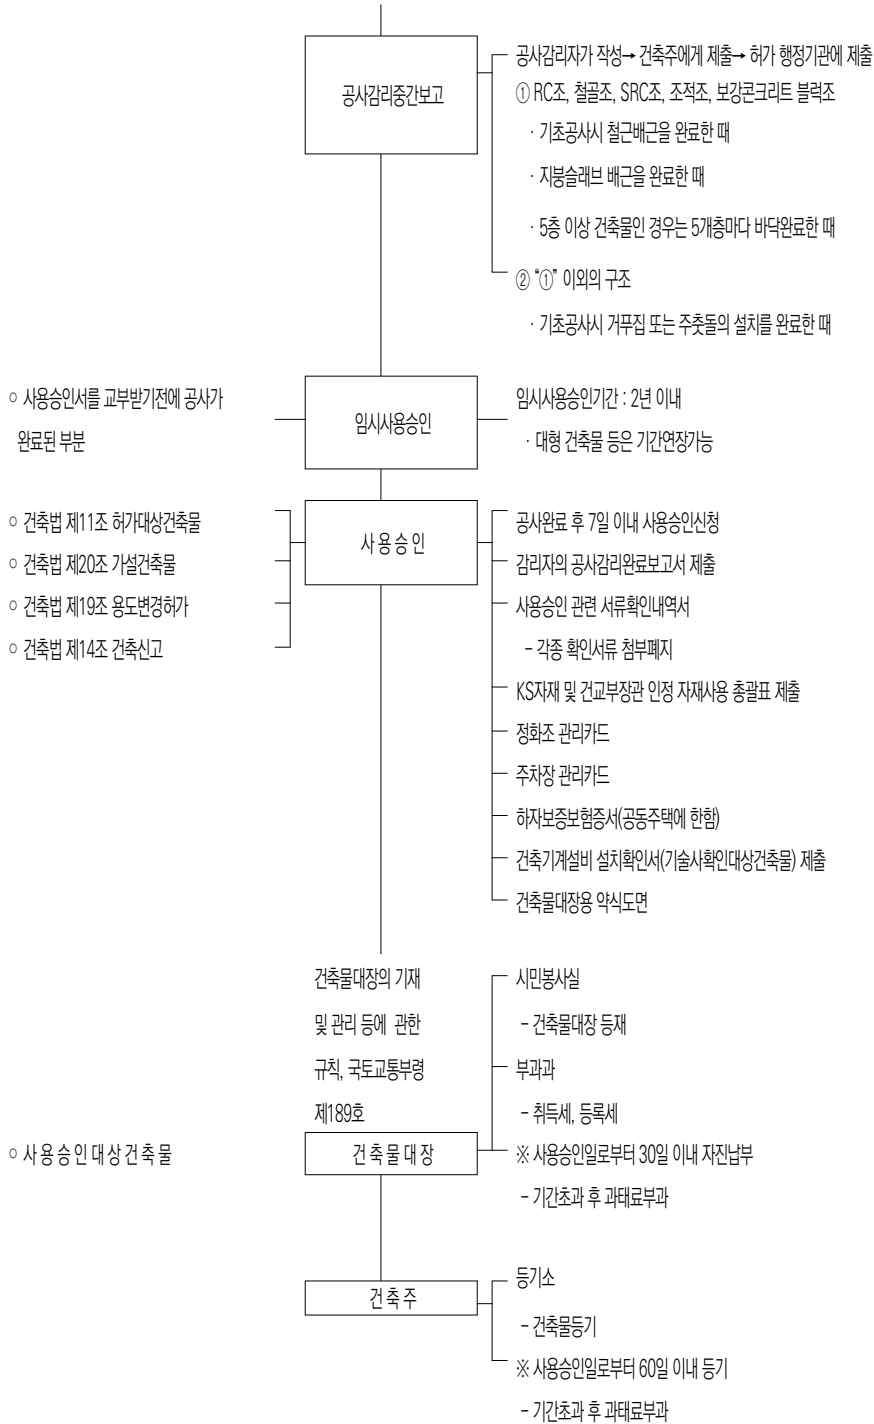 공사감리중간보고
공사감리자가 작성→ 건축주에게 제출→ 허가 행정기관에 제출
① RC조, 철골조, SRC조, 조적조, 보강콘크리트 블럭조
· 기초공사시 철근배근을 완료한 때
· 지붕슬래브 배근을 완료한 때
· 5층 이상 건축물인 경우는 5개층마다 바닥완료한 때
② "①" 이외의 구조
· 기초공사시 거푸집 또는 주춧돌의 설치를 완료한 때
○ 사용승인서를 교부받기전에 공사가
완료된 부분
임시사용승인
임시사용승인기간 : 2년 이내
· 대형 건축물 등은 기간연장가능
○ 건축법 제11조 허가대상건축물
○ 건축법 제20조 가설건축물
○ 건축법 제19조 용도변경허가
○ 건축법 제14조 건축신고
사용승인
공사완료 후 7일 이내 사용승인신청
감리자의 공사감리완료보고서 제출
사용승인 관련 서류확인내역서
- 각종 확인서류 첨부폐지
KS자재 및 건교부장관 인정 자재사용 총괄표 제출
정화조 관리카드
주차장 관리카드
하자보증보험증서(공동주택에 한함)
건축기계설비 설치확인서(기술사확인대상건축물) 제출
건축물대장용 약식도면
건축물대장의 기재
및 관리 등에 관한
규칙, 국토교통부령
제189호
시민봉사실
- 건축물대장 등재
부과과
- 취득세, 등록세
○ 사용승인대상건축물
건축물대장
※ 사용승인일로부터 30일 이내 자진납부
- 기간초과 후 과태료부과
건축주
등기소
- 건축물등기
※ 사용승인일로부터 60일 이내 등기
- 기간초과 후 과태료부과